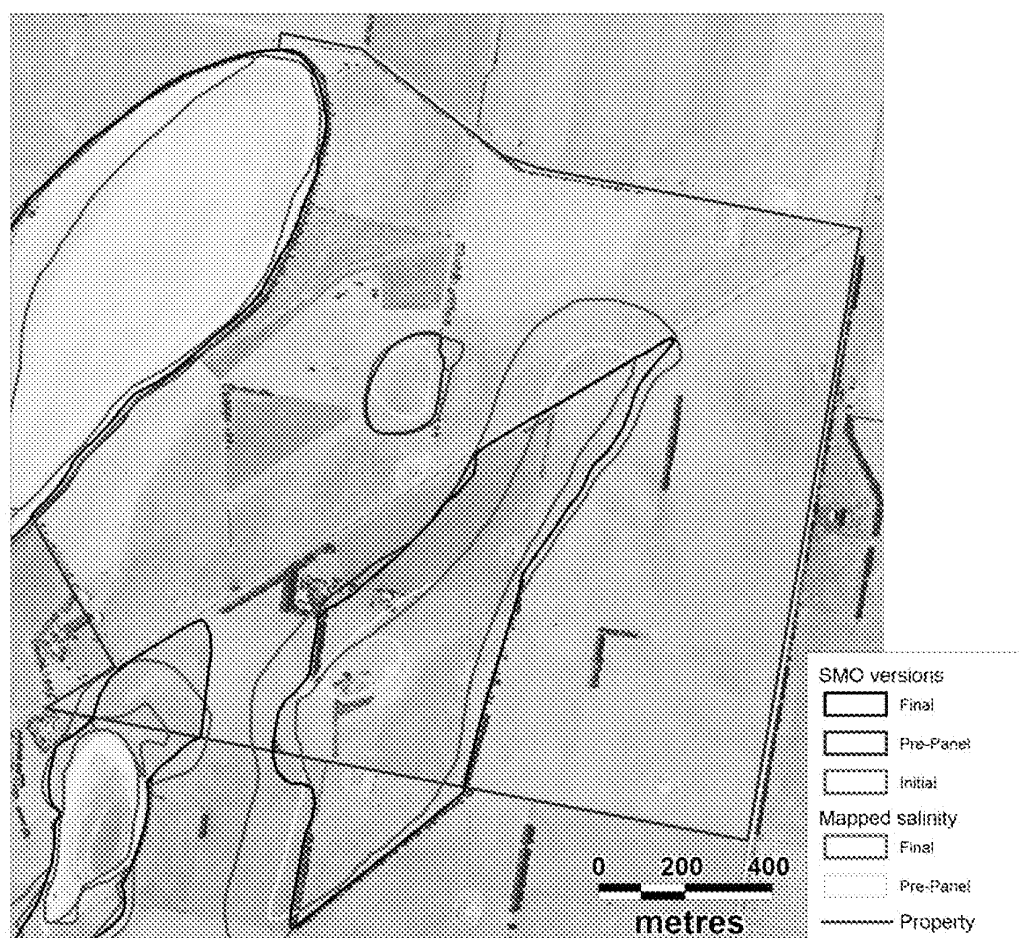 SMO versions
Final
Pre-Panel
Initial
Mapped salinity
Final
Pre-Panel
Property
0 200 400
metres